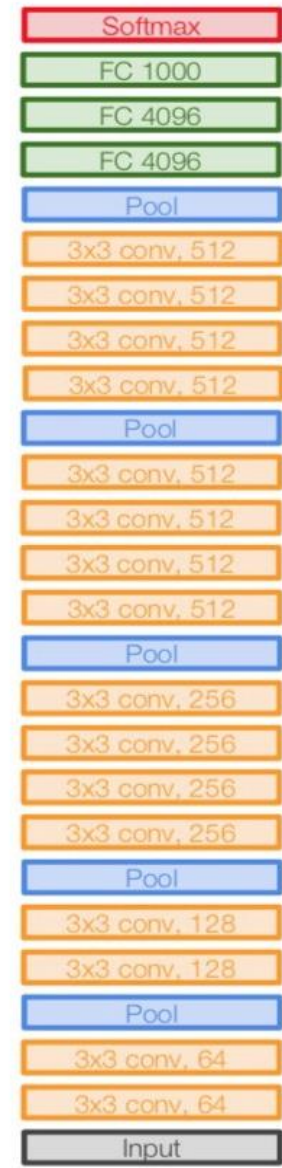 Softmax
FC 1000
FC 4096
FC 4096
Pool
3x3 conv, 512
3x3 conv, 512
3x3 conv, 512
3x3 conv, 512
Pool
3x3 conv, 512
3x3 conv, 512
3x3 conv, 512
3x3 conv, 512
Pool
3x3 conv, 256
3x3 conv, 256
3x3 conv, 256
3x3 conv, 256
Pool
3x3 conv, 128
3x3 conv, 128
Pool
3x3 conv, 64
3x3 conv, 64
Input